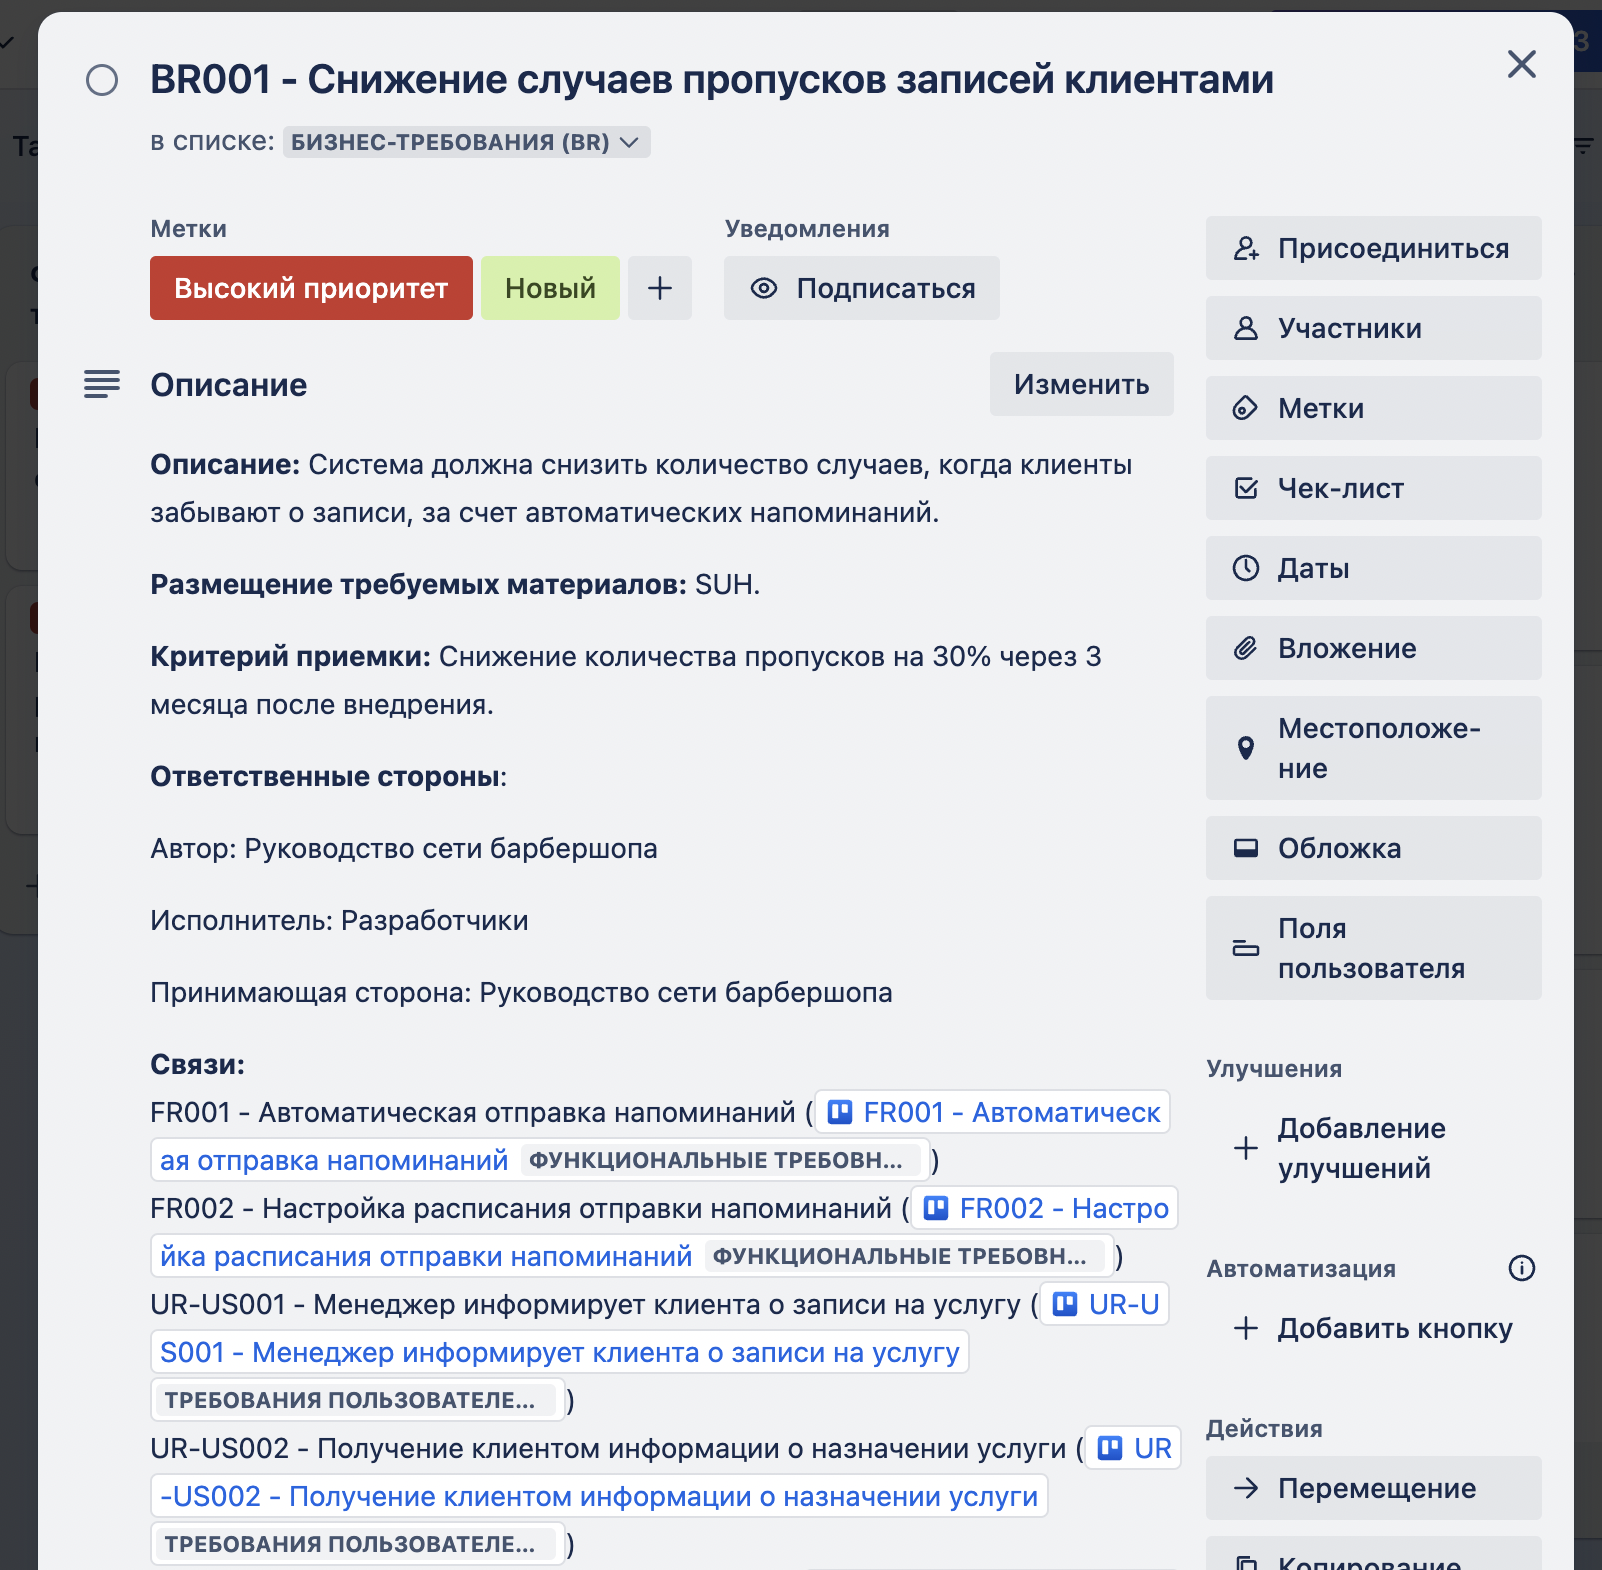 BR001 - Снижение случаев пропусков записей клиентами
в списке: БИЗНЕС-ТРЕБОВАНИЯ (BR)
Метки
Высокий приоритет
Новый
Уведомления
Подписаться
Описание
Изменить
Описание: Система должна снизить количество случаев, когда клиенты
забывают о записи, за счет автоматических напоминаний.
Размещение требуемых материалов: SUH.
Критерий приемки: Снижение количества пропусков на 30% через 3
месяца после внедрения.
Ответственные стороны:
Автор: Руководство сети барбершопа
Исполнитель: Разработчики
Принимающая сторона: Руководство сети барбершопа
Связи:
FR001 - Автоматическая отправка напоминаний ( FR001 - Автоматическ
ая отправка напоминаний ФУНКЦИОНАЛЬНЫЕ ТРЕБОВН... )
FR002 - Настройка расписания отправки напоминаний ( FR002 - Настро
йка расписания отправки напоминаний ФУНКЦИОНАЛЬНЫЕ ТРЕБОВН... )
UR-US001 - Менеджер информирует клиента о записи на услугу ( UR-U
S001 - Менеджер информирует клиента о записи на услугу
ТРЕБОВАНИЯ ПОЛЬЗОВАТЕЛЕ... )
UR-US002 - Получение клиентом информации о назначении услуги ( UR
-US002 - Получение клиентом информации о назначении услуги
ТРЕБОВАНИЯ ПОЛЬЗОВАТЕЛЕ... )
Присоединиться
Участники
Метки
Чек-лист
Даты
Вложение
Местоположе-
ние
Обложка
Поля
пользователя
Улучшения
Добавление
улучшений
Автоматизация
Добавить кнопку
Действия
Перемещение
Копирование